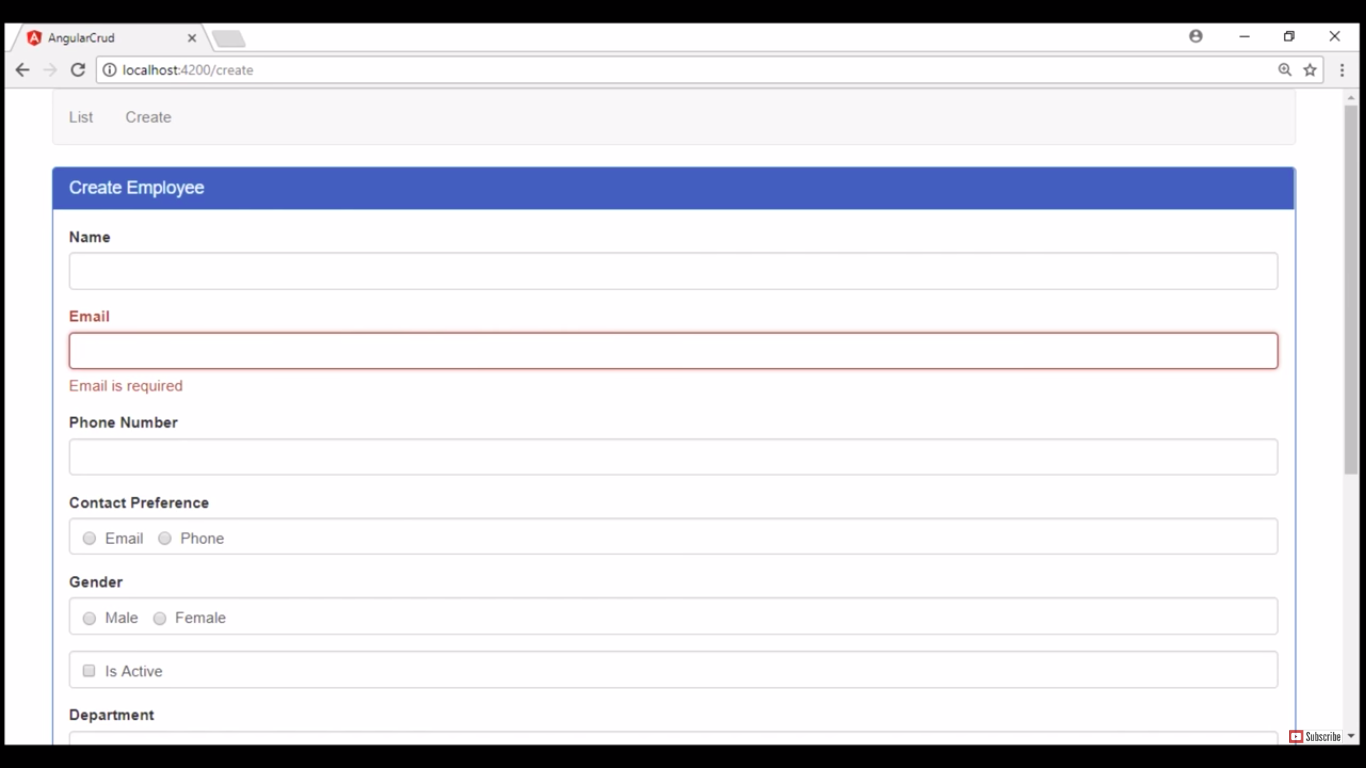 AngularCrud
localhost:4200/create
List Create
Create Employee
Name
Email
Email is required
Phone Number
Contact Preference
Email Phone
Gender
Male Female
Is Active
Department
Subscribe